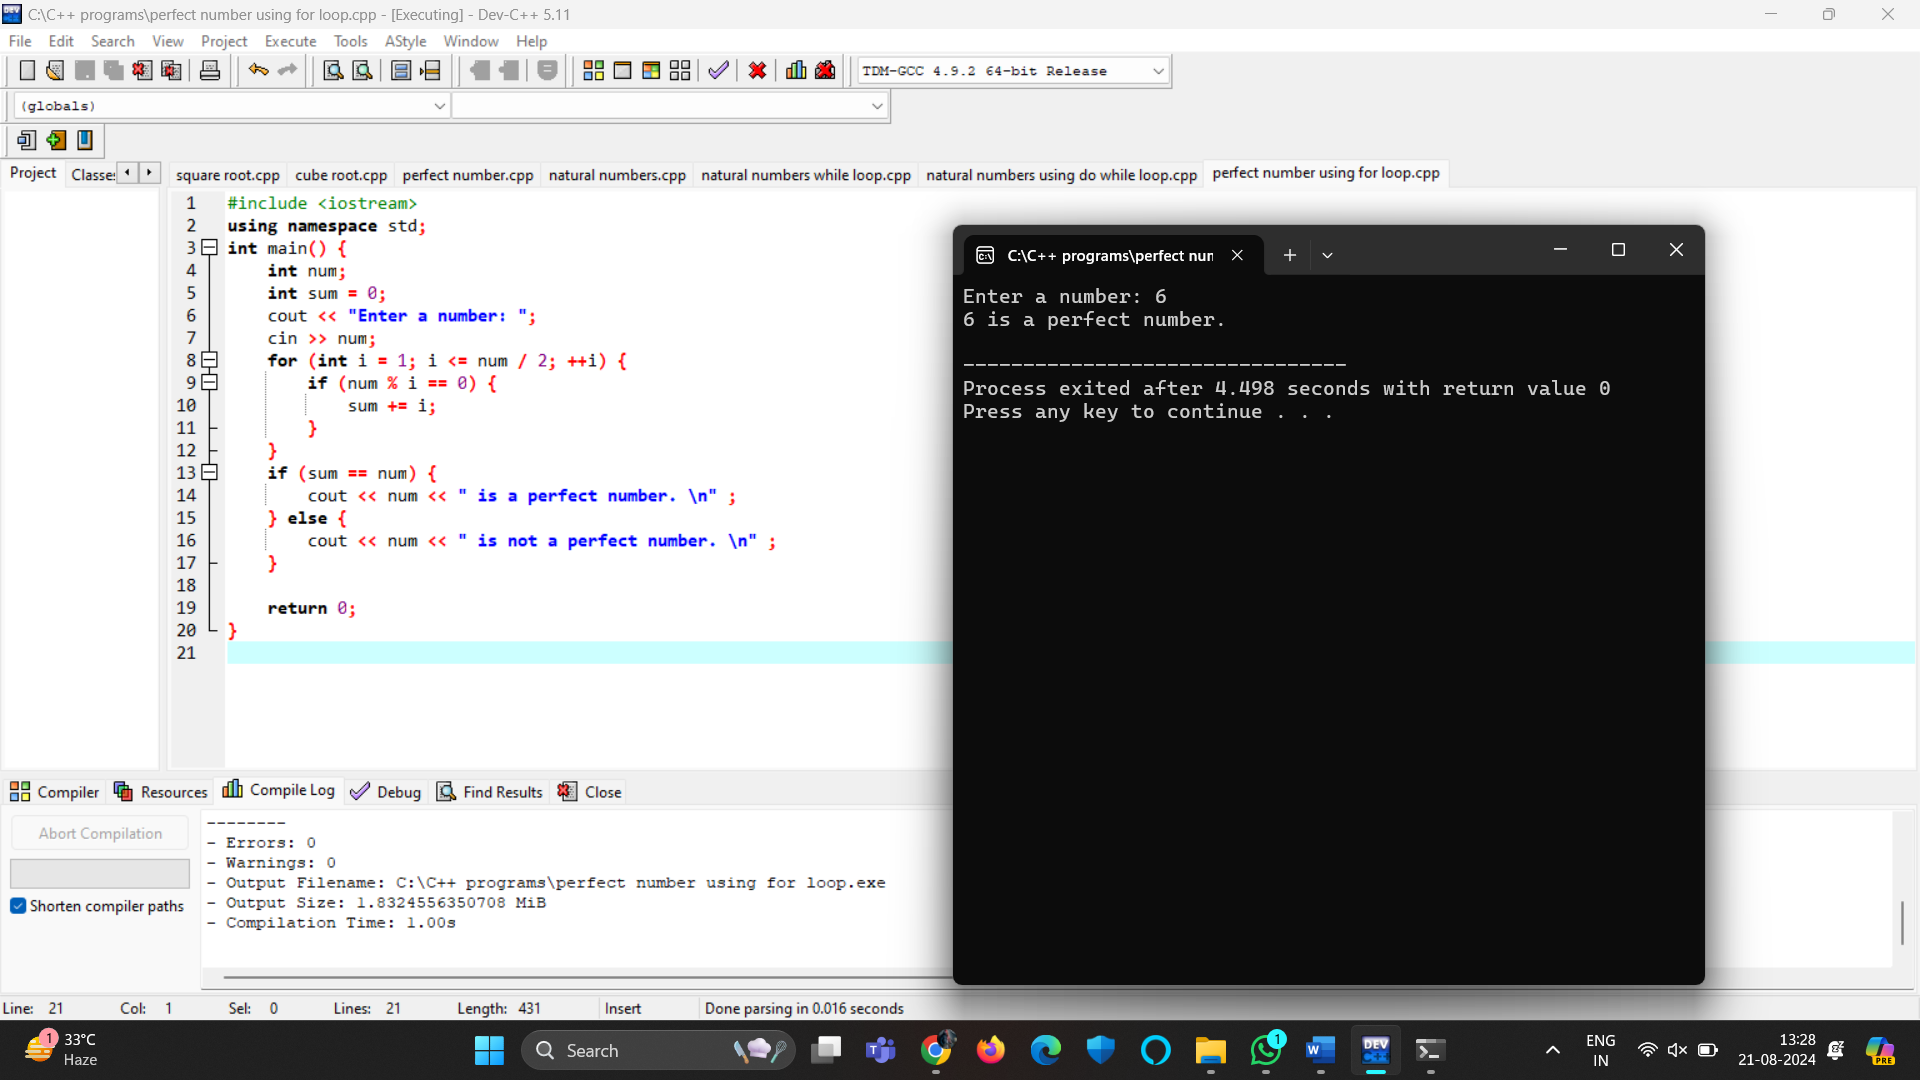 C:\C++ programs\perfect number using for loop.cpp - [Executing] - Dev-C++ 5.11
File Edit Search View Project Execute Tools AStyle Window Help
TDM-GCC 4.9.2 64-bit Release
(globals)
Project Classes square root.cpp cube root.cpp perfect number.cpp natural numbers.cpp natural numbers while loop.cpp natural numbers using do while loop.cpp perfect number using for loop.cpp
1 #include <iostream>
2 using namespace std;
3 int main() {
4 int num;
5 int sum = 0;
6 cout << "Enter a number: ";
7 cin >> num;
8 for (int i = 1; i <= num / 2; ++i) {
9 if (num % i == 0) {
10 sum += i;
11 }
12 }
13 if (sum == num) {
14 cout << num << " is a perfect number. \n" ;
15 } else {
16 cout << num << " is not a perfect number. \n" ;
17 }
18
19 return 0;
20 }
21
C:\C++ programs\perfect num
Enter a number: 6
6 is a perfect number.
--------------------------------
Process exited after 4.498 seconds with return value 0
Press any key to continue . . .
Compiler Resources Compile Log Debug Find Results Close
Abort Compilation
Shorten compiler paths
--------
- Errors: 0
- Warnings: 0
- Output Filename: C:\C++ programs\perfect number using for loop.exe
- Output Size: 1.8324556350708 MiB
- Compilation Time: 1.00s
Line: 21 Col: 1 Sel: 0 Lines: 21 Length: 431 Insert Done parsing in 0.016 seconds
1
33°C
Haze
Search
1
DEV
C++
ENG
IN
13:28
21-08-2024
PRE